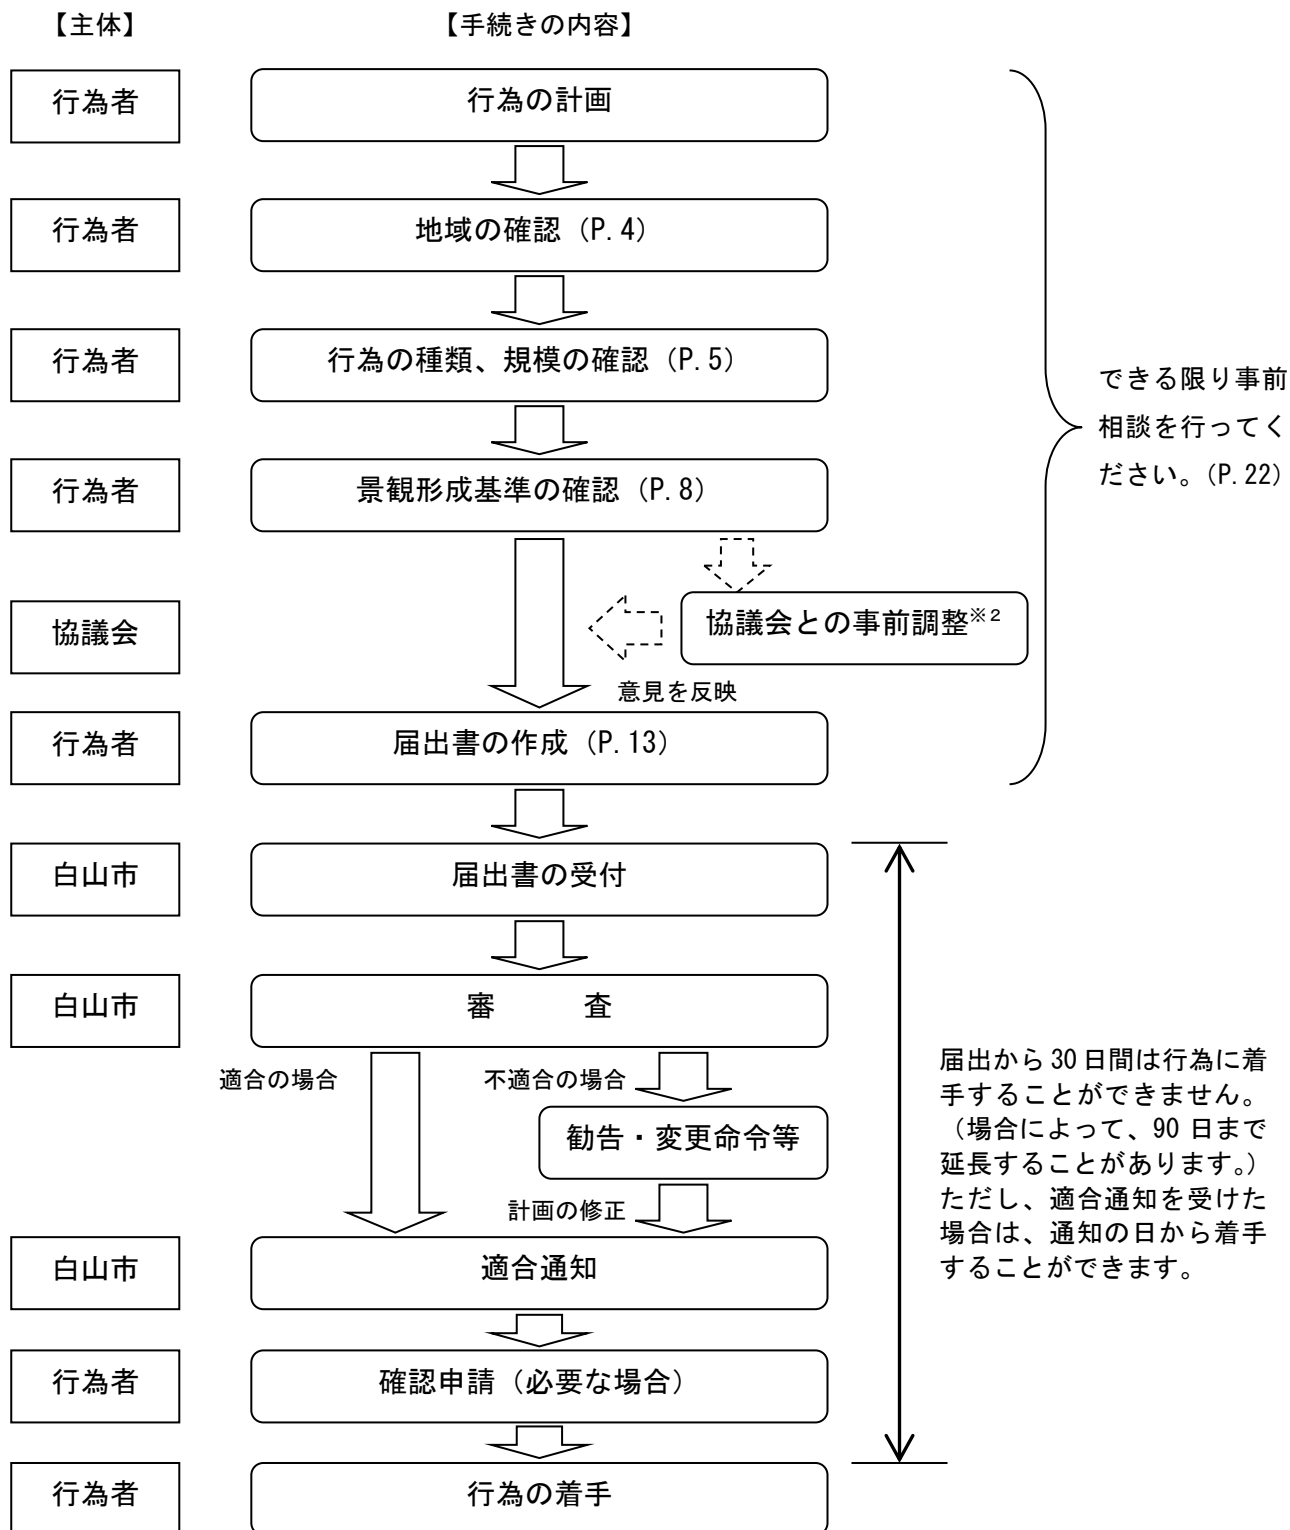 【主体】 【手続きの内容】
行為者 行為の計画
行為者 地域の確認（P.4）
行為者 行為の種類、規模の確認（P.5）
できる限り事前
相談を行ってく
ださい。（P.22）
行為者 景観形成基準の確認（P.8）
協議会 協議会との事前調整※２
意見を反映
行為者 届出書の作成（P.13）
白山市 届出書の受付
白山市 審　　　査
適合の場合 不適合の場合
勧告・変更命令等
計画の修正
届出から 30 日間は行為に着
手することができません。
（場合によって、90 日まで
延長することがあります。）
ただし、適合通知を受けた
場合は、通知の日から着手
することができます。
白山市 適合通知
行為者 確認申請（必要な場合）
行為者 行為の着手